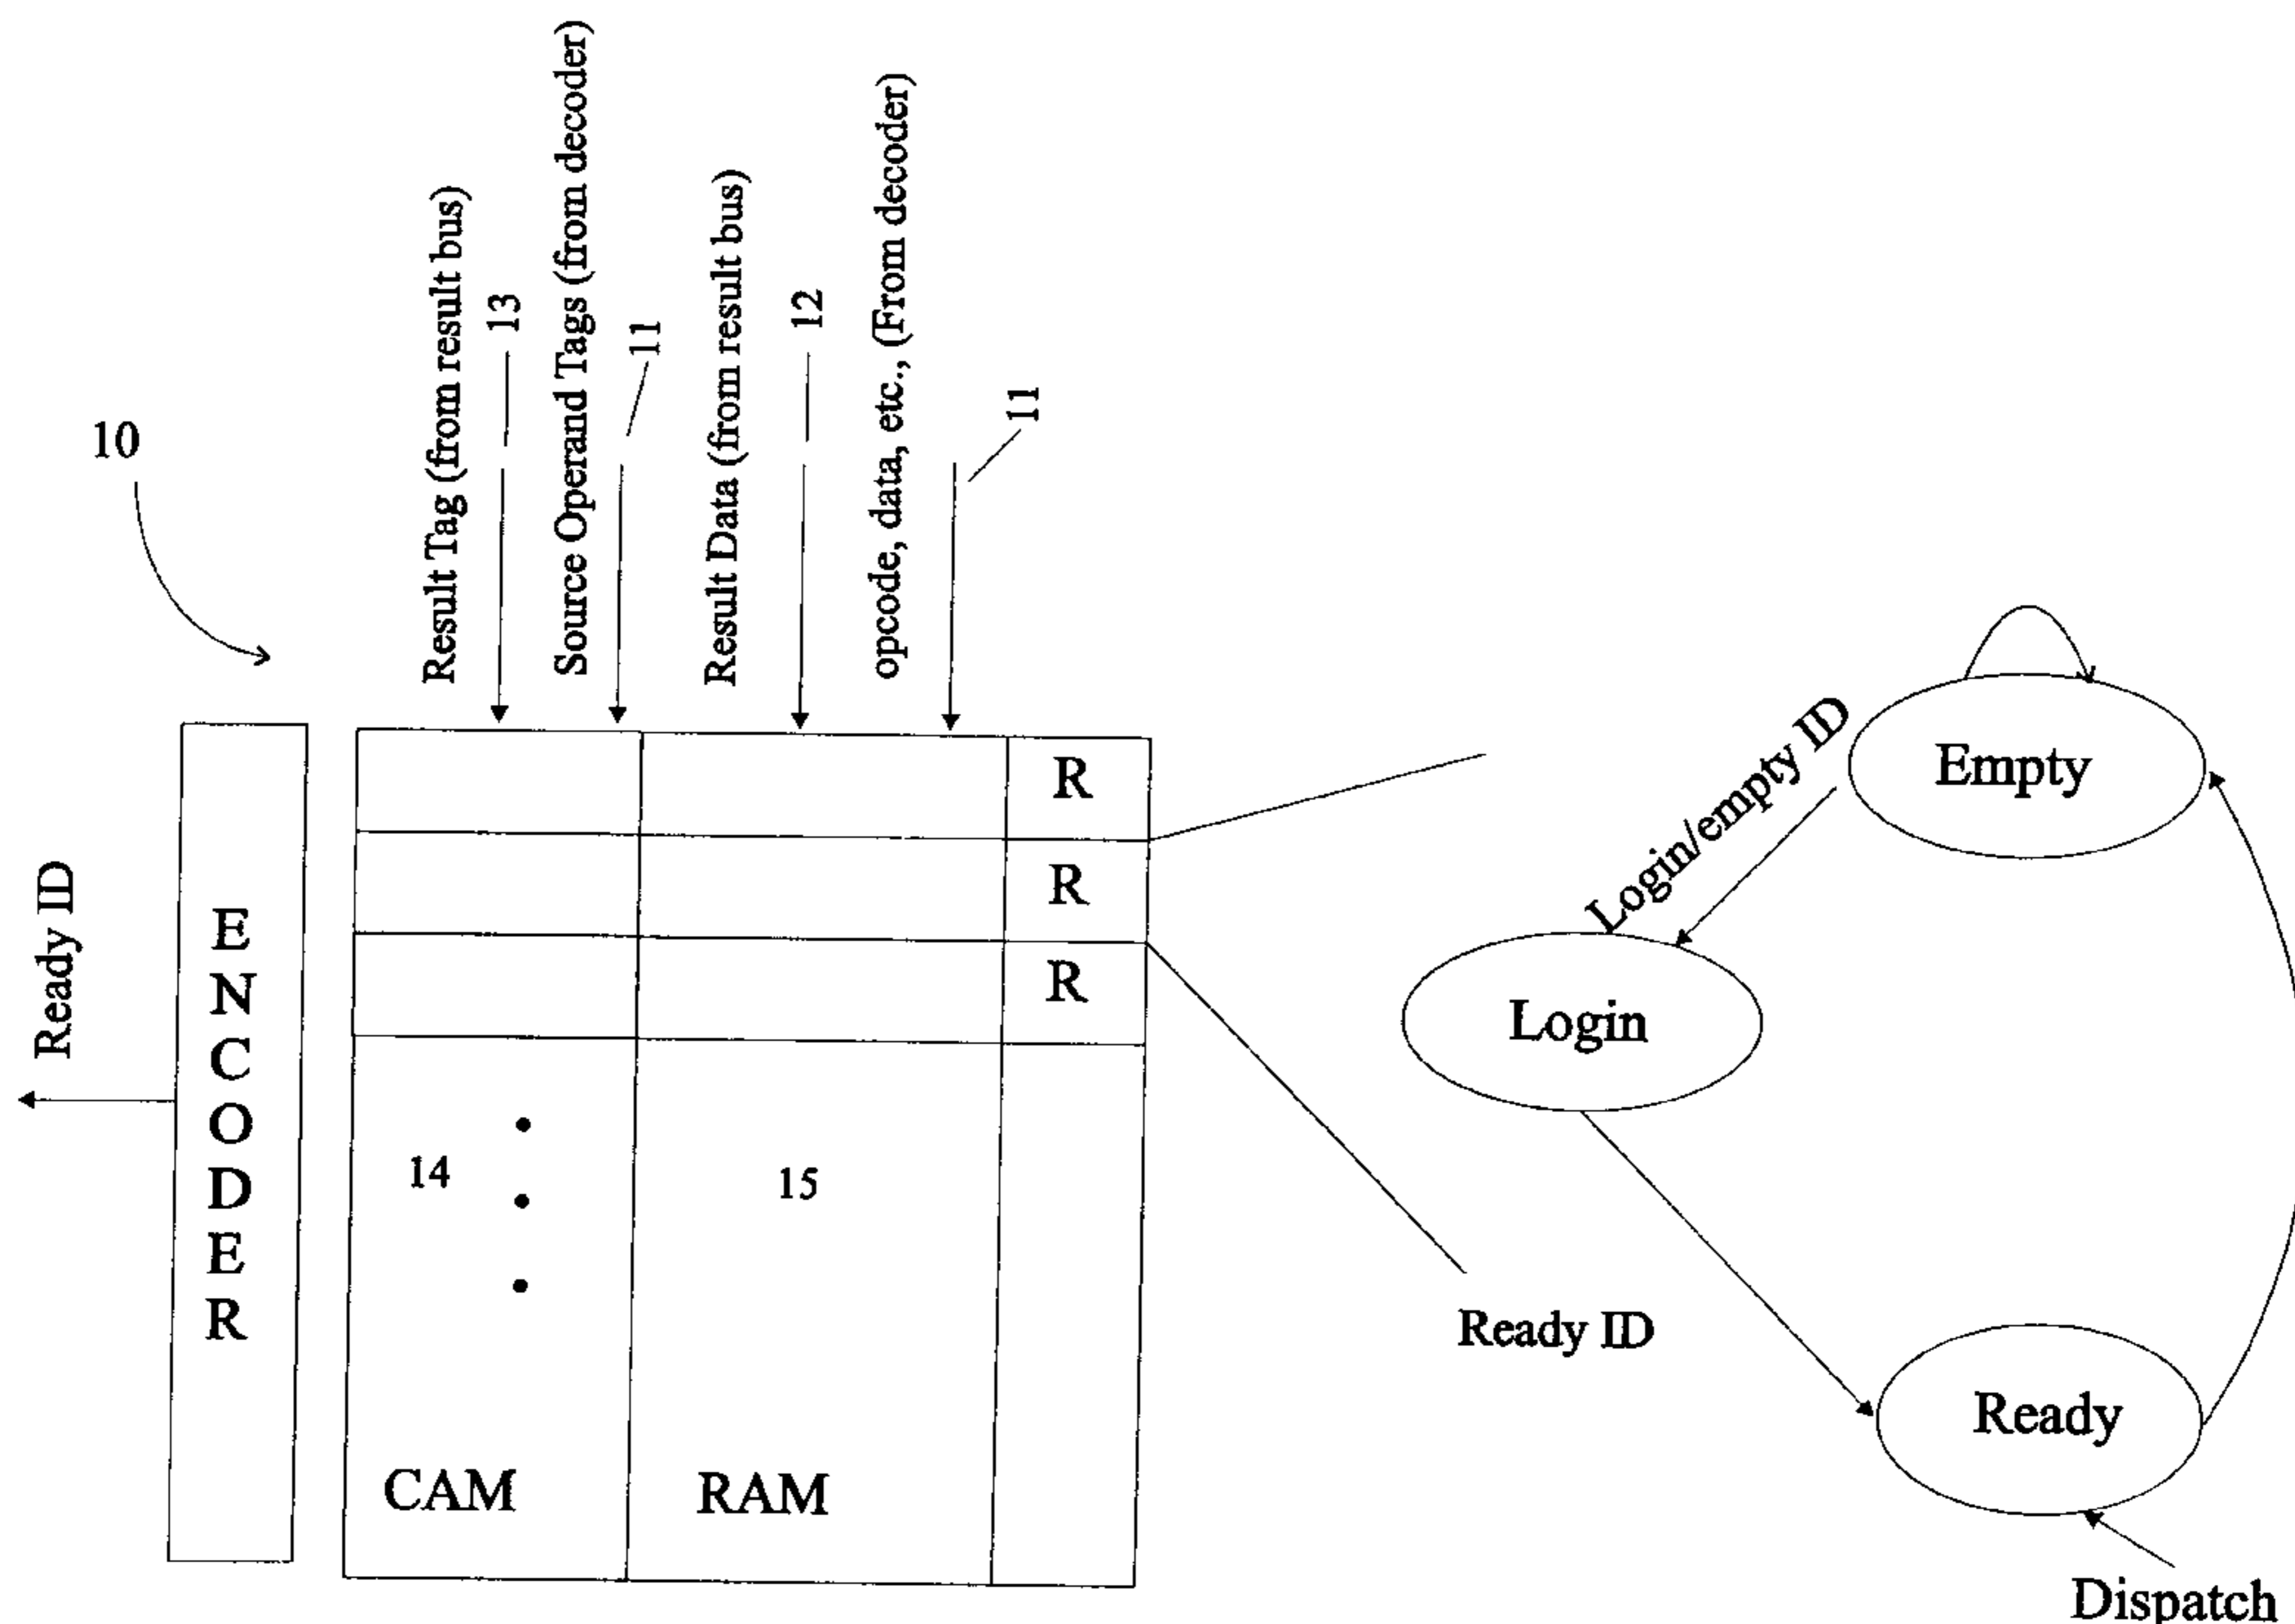 10
Result Tag (from result bus)
13
Source Operand Tags (from decoder)
11
Result Data (from result bus)
12
opcode, data, etc., (From decoder)
11
Ready ID
ENCODER
R
R
R
14
15
CAM
RAM
Empty
Login/empty ID
Login
Ready ID
Ready
Dispatch